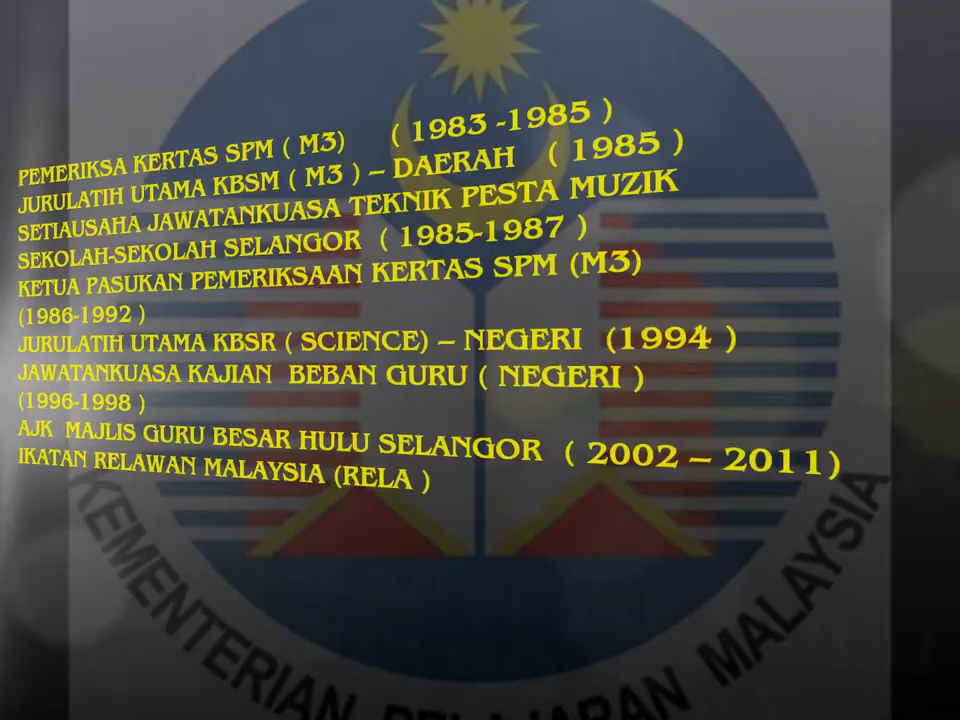 PEMERIKSA KERTAS SPM ( M3) ( 1983 -1985 )
JURULATIH UTAMA KBSM ( M3 ) – DAERAH ( 1985 )
SETIAUSAHA JAWATANKUASA TEKNIK PESTA MUZIK
SEKOLAH-SEKOLAH SELANGOR ( 1985-1987 )
KETUA PASUKAN PEMERIKSAAN KERTAS SPM (M3)
(1986-1992 )
JURULATIH UTAMA KBSR ( SCIENCE) – NEGERI (1994 )
JAWATANKUASA KAJIAN BEBAN GURU ( NEGERI )
(1996-1998 )
AJK MAJLIS GURU BESAR HULU SELANGOR ( 2002 – 2011)
IKATAN RELAWAN MALAYSIA (RELA )
KEMENTERIAN PELAJARAN MALAYSIA